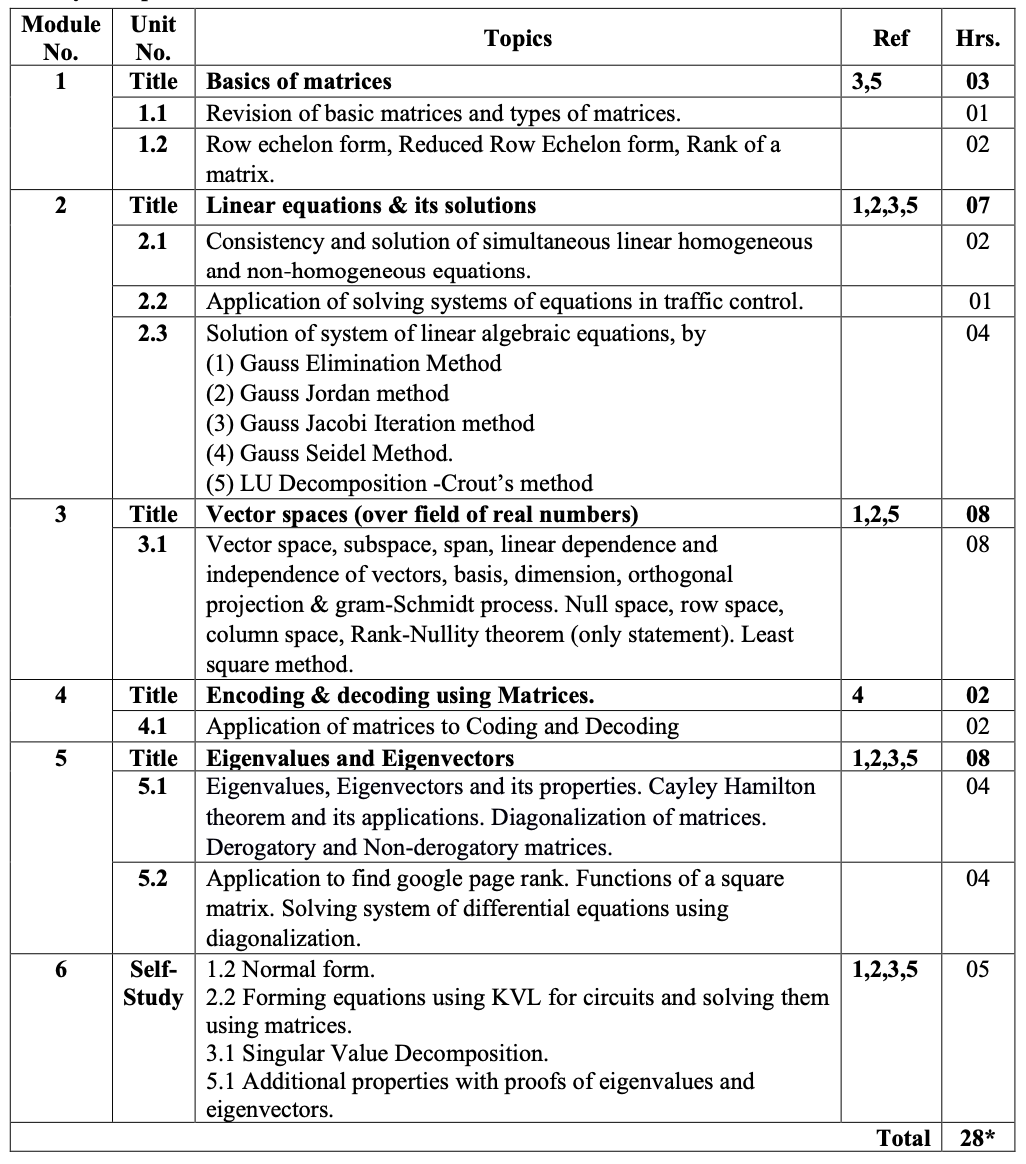 Module No. Unit No. Topics Ref Hrs.
1 Title Basics of matrices 3,5 03
1.1 Revision of basic matrices and types of matrices. 01
1.2 Row echelon form, Reduced Row Echelon form, Rank of a 02
matrix.
2 Title Linear equations & its solutions 1,2,3,5 07
2.1 Consistency and solution of simultaneous linear homogeneous 02
and non-homogeneous equations.
2.2 Application of solving systems of equations in traffic control. 01
2.3 Solution of system of linear algebraic equations, by 04
(1) Gauss Elimination Method
(2) Gauss Jordan method
(3) Gauss Jacobi Iteration method
(4) Gauss Seidel Method.
(5) LU Decomposition -Crout’s method
3 Title Vector spaces (over field of real numbers) 1,2,5 08
3.1 Vector space, subspace, span, linear dependence and 08
independence of vectors, basis, dimension, orthogonal
projection & gram-Schmidt process. Null space, row space,
column space, Rank-Nullity theorem (only statement). Least
square method.
4 Title Encoding & decoding using Matrices. 4 02
4.1 Application of matrices to Coding and Decoding 02
5 Title Eigenvalues and Eigenvectors 1,2,3,5 08
5.1 Eigenvalues, Eigenvectors and its properties. Cayley Hamilton 04
theorem and its applications. Diagonalization of matrices.
Derogatory and Non-derogatory matrices.
5.2 Application to find google page rank. Functions of a square 04
matrix. Solving system of differential equations using
diagonalization.
6 Self- 1.2 Normal form. 1,2,3,5 05
Study 2.2 Forming equations using KVL for circuits and solving them
using matrices.
3.1 Singular Value Decomposition.
5.1 Additional properties with proofs of eigenvalues and
eigenvectors.
Total 28*